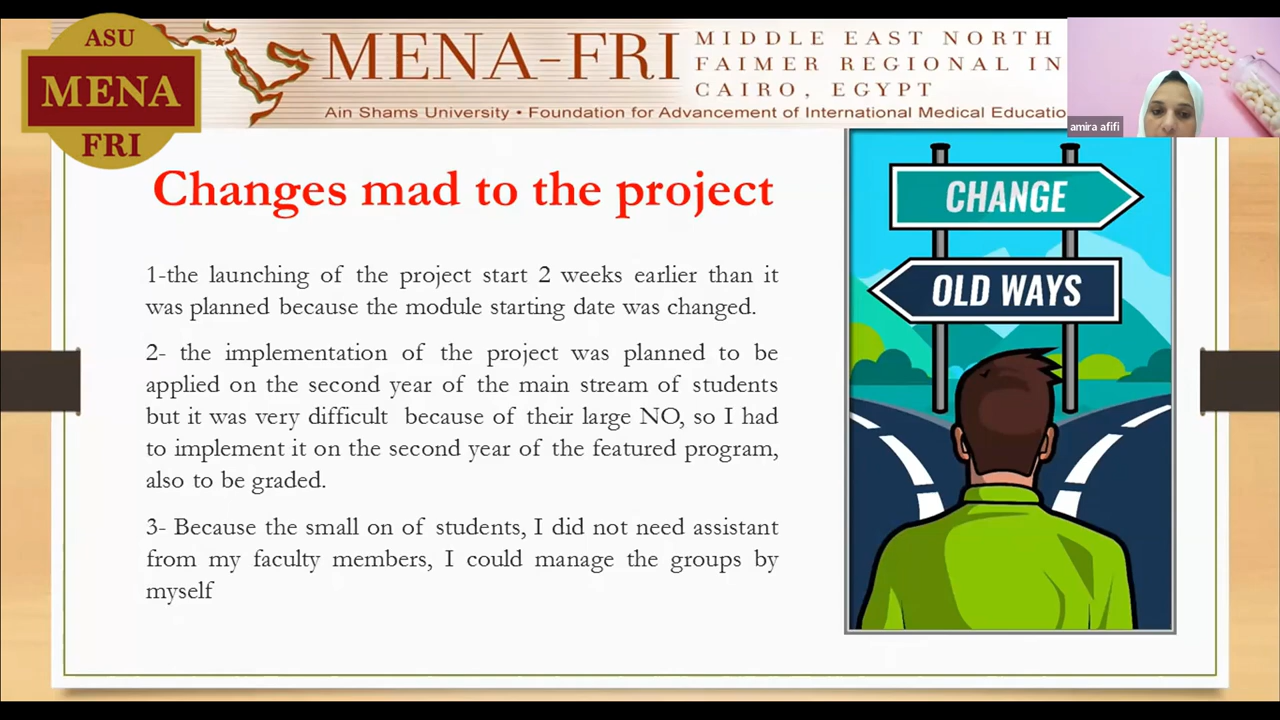 ASU
MENA
FRI
MENA-FRI
MIDDLE EAST NORTH
FAIMER REGIONAL IN
CAIRO, EGYPT
Ain Shams University • Foundation for Advancement of International Medical Educatio
amira afifi
Changes mad to the project
CHANGE
OLD WAYS
1-the launching of the project start 2 weeks earlier than it
was planned because the module starting date was changed.
2- the implementation of the project was planned to be
applied on the second year of the main stream of students
but it was very difficult because of their large NO, so I had
to implement it on the second year of the featured program,
also to be graded.
3- Because the small on of students, I did not need assistant
from my faculty members, I could manage the groups by
myself